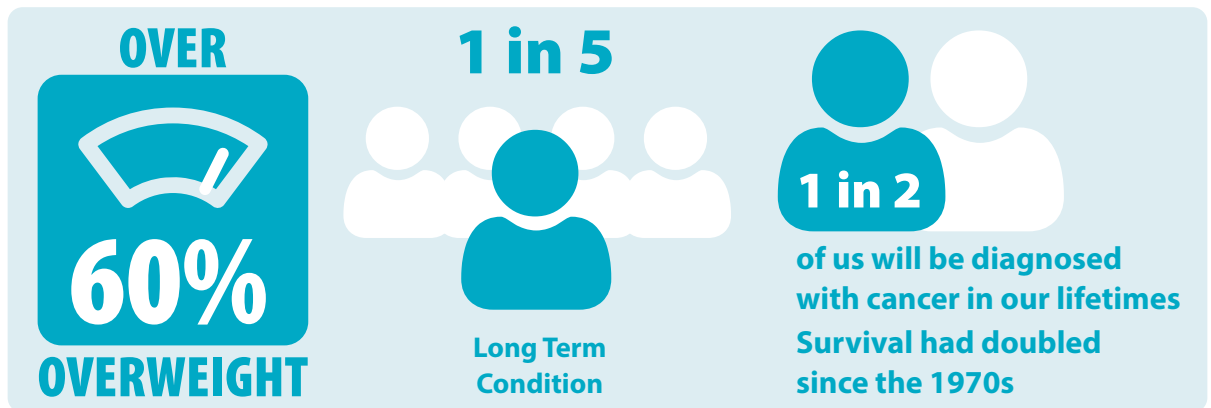 OVER
60%
OVERWEIGHT
1 in 5
Long Term
Condition
1 in 2
of us will be diagnosed
with cancer in our lifetimes
Survival had doubled
since the 1970s